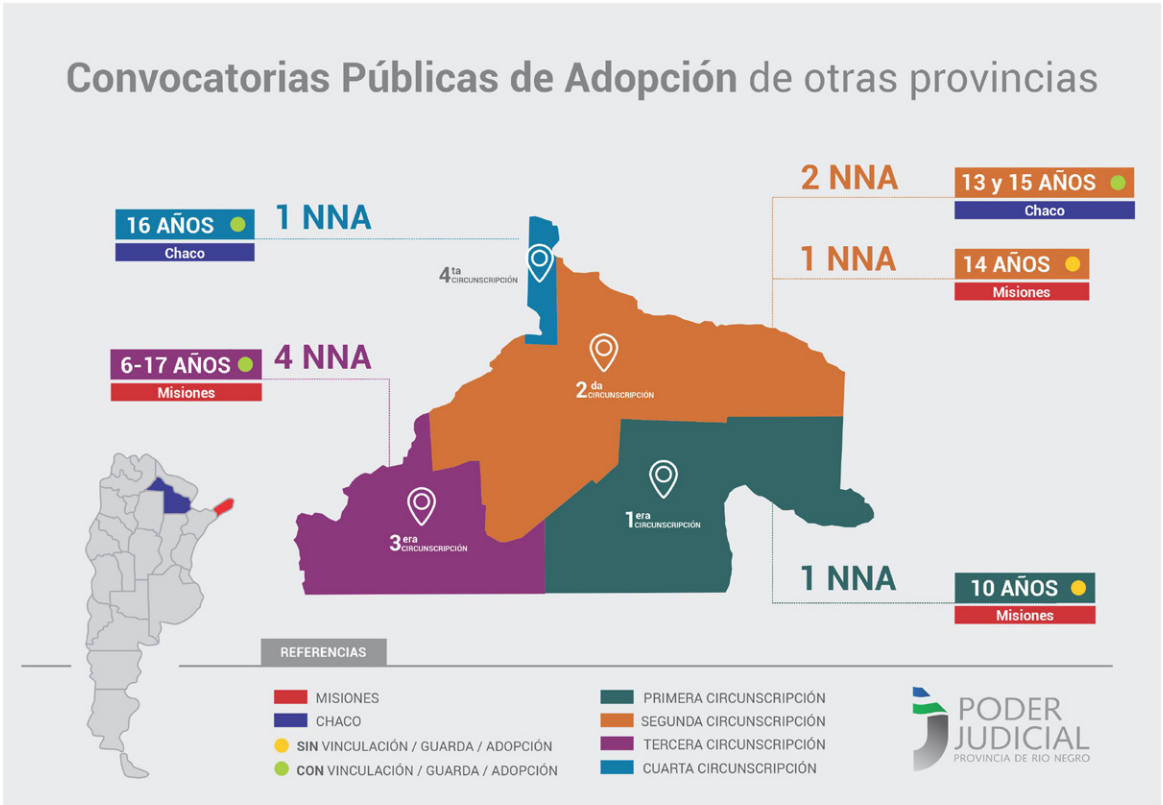 Convocatorias Públicas de Adopción de otras provincias
2 NNA
13 y 15 AÑOS
Chaco
16 AÑOS
1 NNA
Chaco
4ta CIRCUNSCRIPCIÓN
1 NNA
14 AÑOS
Misiones
6-17 AÑOS
4 NNA
Misiones
2da CIRCUNSCRIPCIÓN
1era CIRCUNSCRIPCIÓN
3era CIRCUNSCRIPCIÓN
1 NNA
10 AÑOS
Misiones
REFERENCIAS
MISIONES
CHACO
SIN VINCULACIÓN / GUARDA / ADOPCIÓN
CON VINCULACIÓN / GUARDA / ADOPCIÓN
PRIMERA CIRCUNSCRIPCIÓN
SEGUNDA CIRCUNSCRIPCIÓN
TERCERA CIRCUNSCRIPCIÓN
CUARTA CIRCUNSCRIPCIÓN
PODER
JUDICIAL
PROVINCIA DE RIO NEGRO